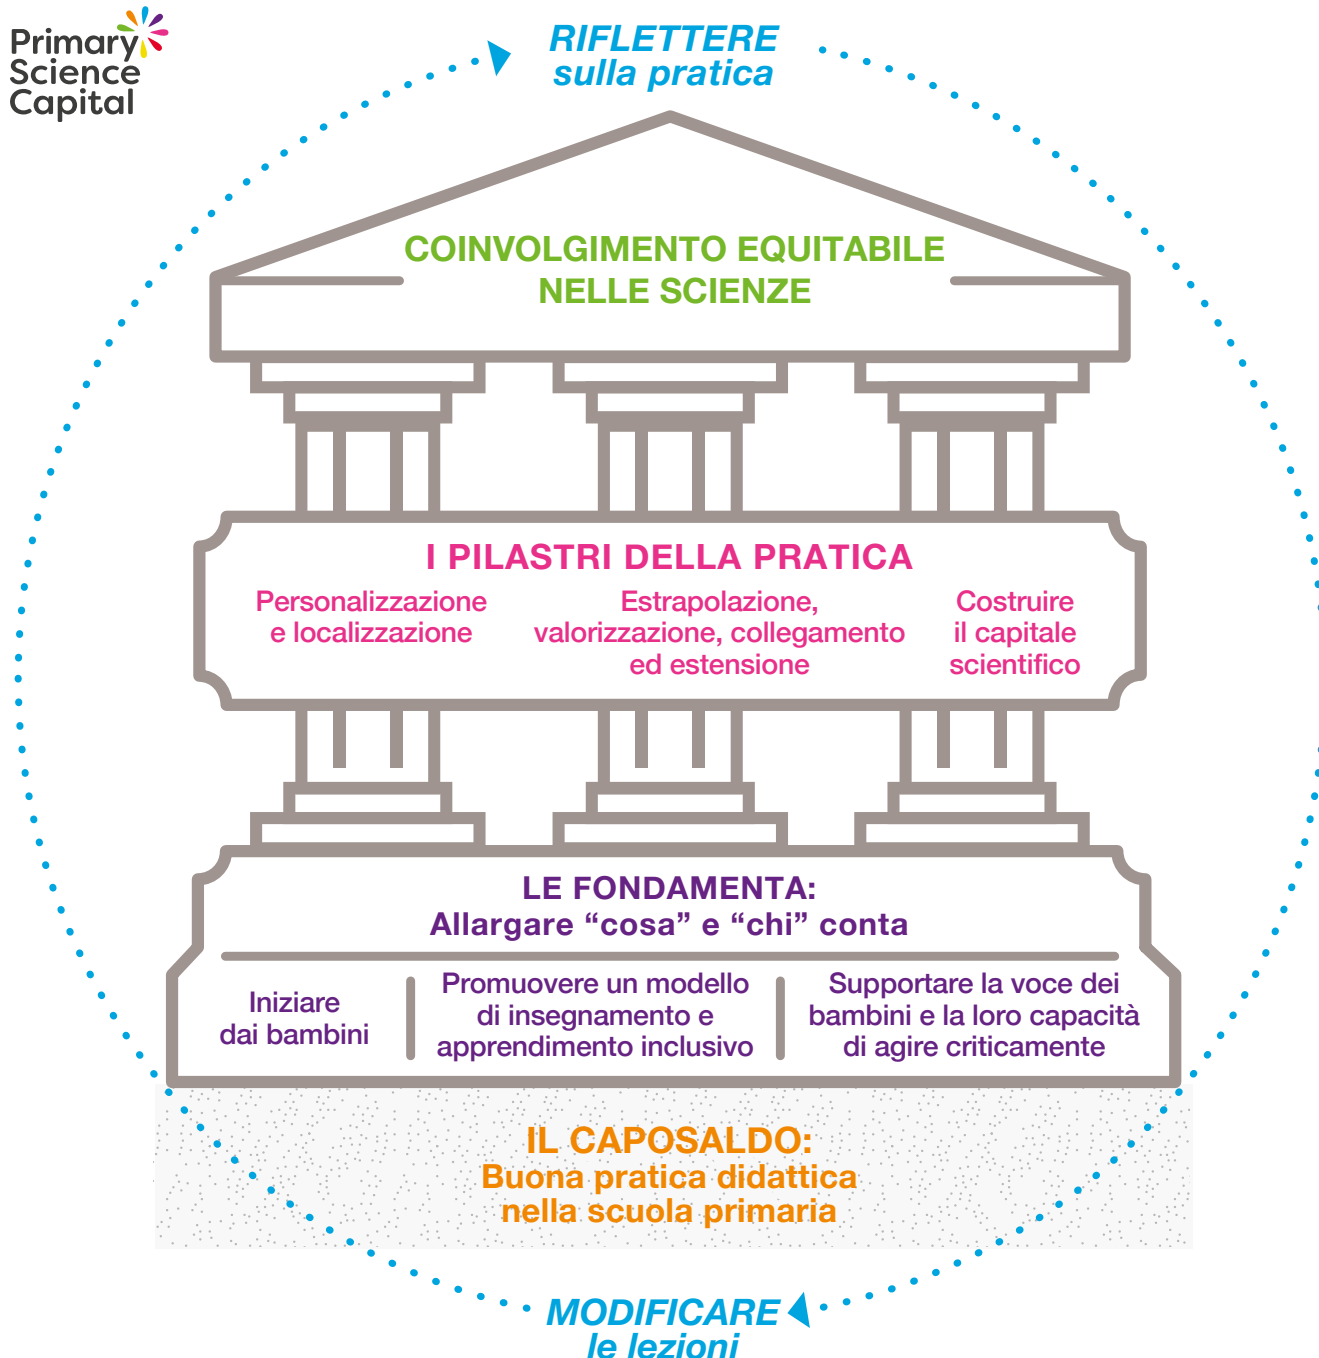 Primary
Science
Capital
RIFLETTERE
sulla pratica
COINVOLGIMENTO EQUITABILE
NELLE SCIENZE
I PILASTRI DELLA PRATICA
Personalizzazione
e localizzazione
Estrapolazione,
valorizzazione, collegamento
ed estensione
Costruire
il capitale
scientifico
LE FONDAMENTA:
Allargare “cosa” e “chi” conta
Iniziare
dai bambini
Promuovere un modello
di insegnamento e
apprendimento inclusivo
Supportare la voce dei
bambini e la loro capacità
di agire criticamente
IL CAPOSALDO:
Buona pratica didattica
nella scuola primaria
MODIFICARE
le lezioni